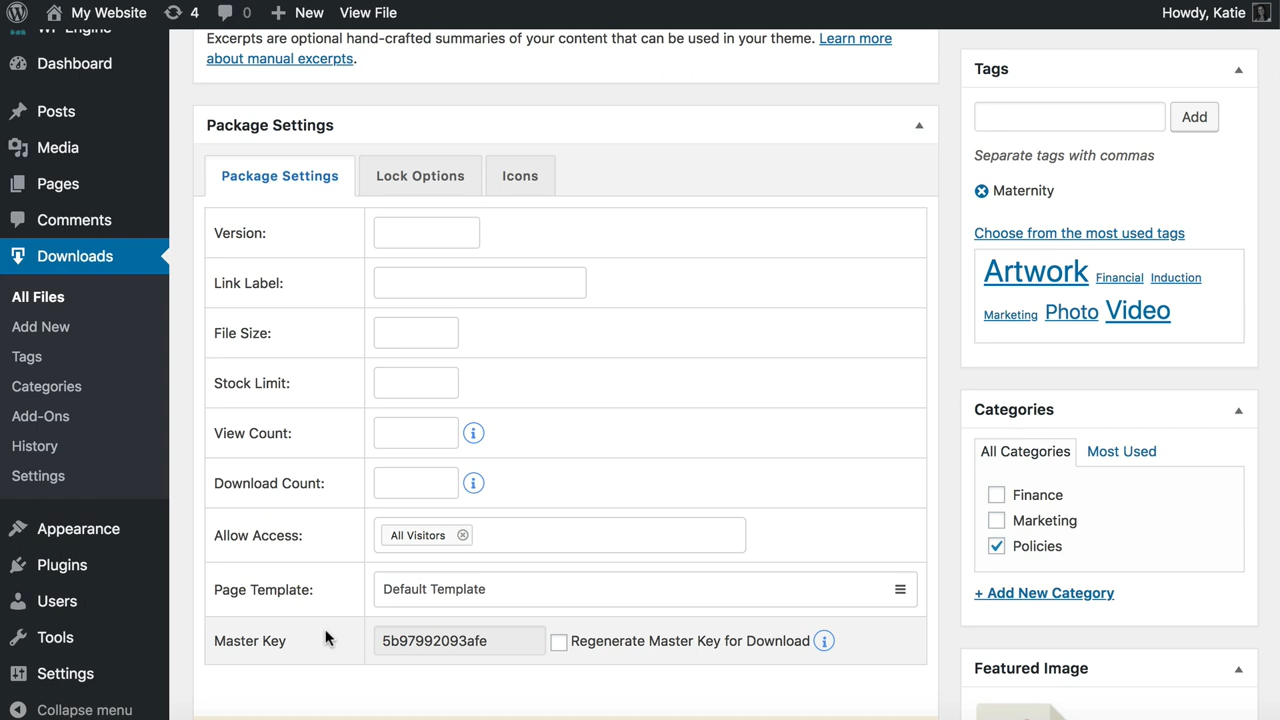 My Website
4
0
New
View File
Howdy, Katie
WP Engine
Dashboard
Posts
Media
Pages
Comments
Downloads
All Files
Add New
Tags
Categories
Add-Ons
History
Settings
Appearance
Plugins
Users
Tools
Settings
Collapse menu
Excerpts are optional hand-crafted summaries of your content that can be used in your theme. Learn more
about manual excerpts.
Package Settings
Package Settings
Lock Options
Icons
Version:
Link Label:
File Size:
Stock Limit:
View Count:
Download Count:
Allow Access:
All Visitors
Page Template:
Default Template
Master Key
5b97992093afe
Regenerate Master Key for Download
Tags
Add
Separate tags with commas
Maternity
Choose from the most used tags
Artwork Financial Induction
Marketing Photo Video
Categories
All Categories
Most Used
Finance
Marketing
Policies
+ Add New Category
Featured Image